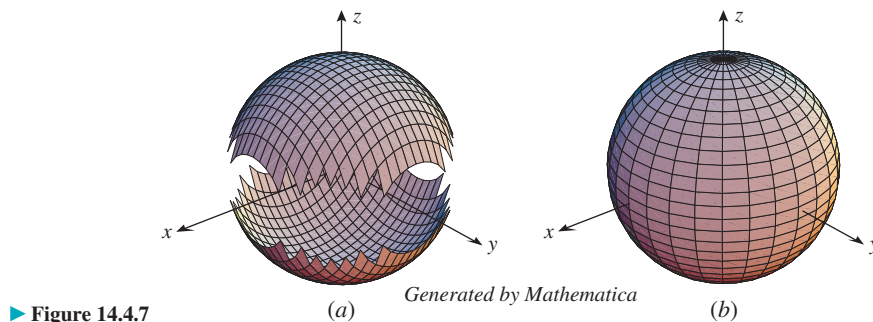 z
z
x
y
x
y
Generated by Mathematica
▶ Figure 14.4.7
(a)
(b)